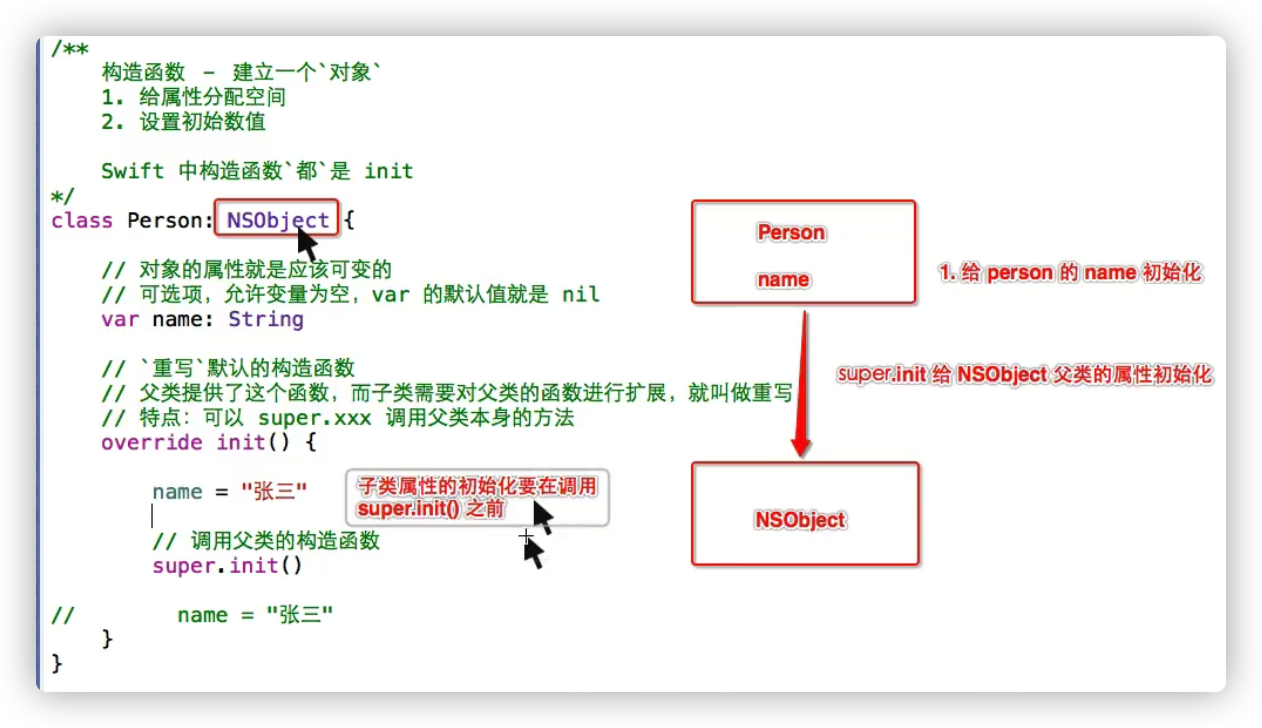 /**
构造函数 - 建立一个`对象`
1. 给属性分配空间
2. 设置初始数值
Swift 中构造函数`都`是 init
*/
class Person: NSObject {
// 对象的属性就是应该可变的
// 可选项，允许变量为空，var 的默认值就是 nil
var name: String
// `重写`默认的构造函数
// 父类提供了这个函数，而子类需要对父类的函数进行扩展，就叫做重写
// 特点：可以 super.xxx 调用父类本身的方法
override init() {
name = "张三"
子类属性的初始化要在调用
super.init() 之前
// 调用父类的构造函数
super.init()
// name = "张三"
}
}
Person
name
1. 给 person 的 name 初始化
super.init 给 NSObject 父类的属性初始化
NSObject